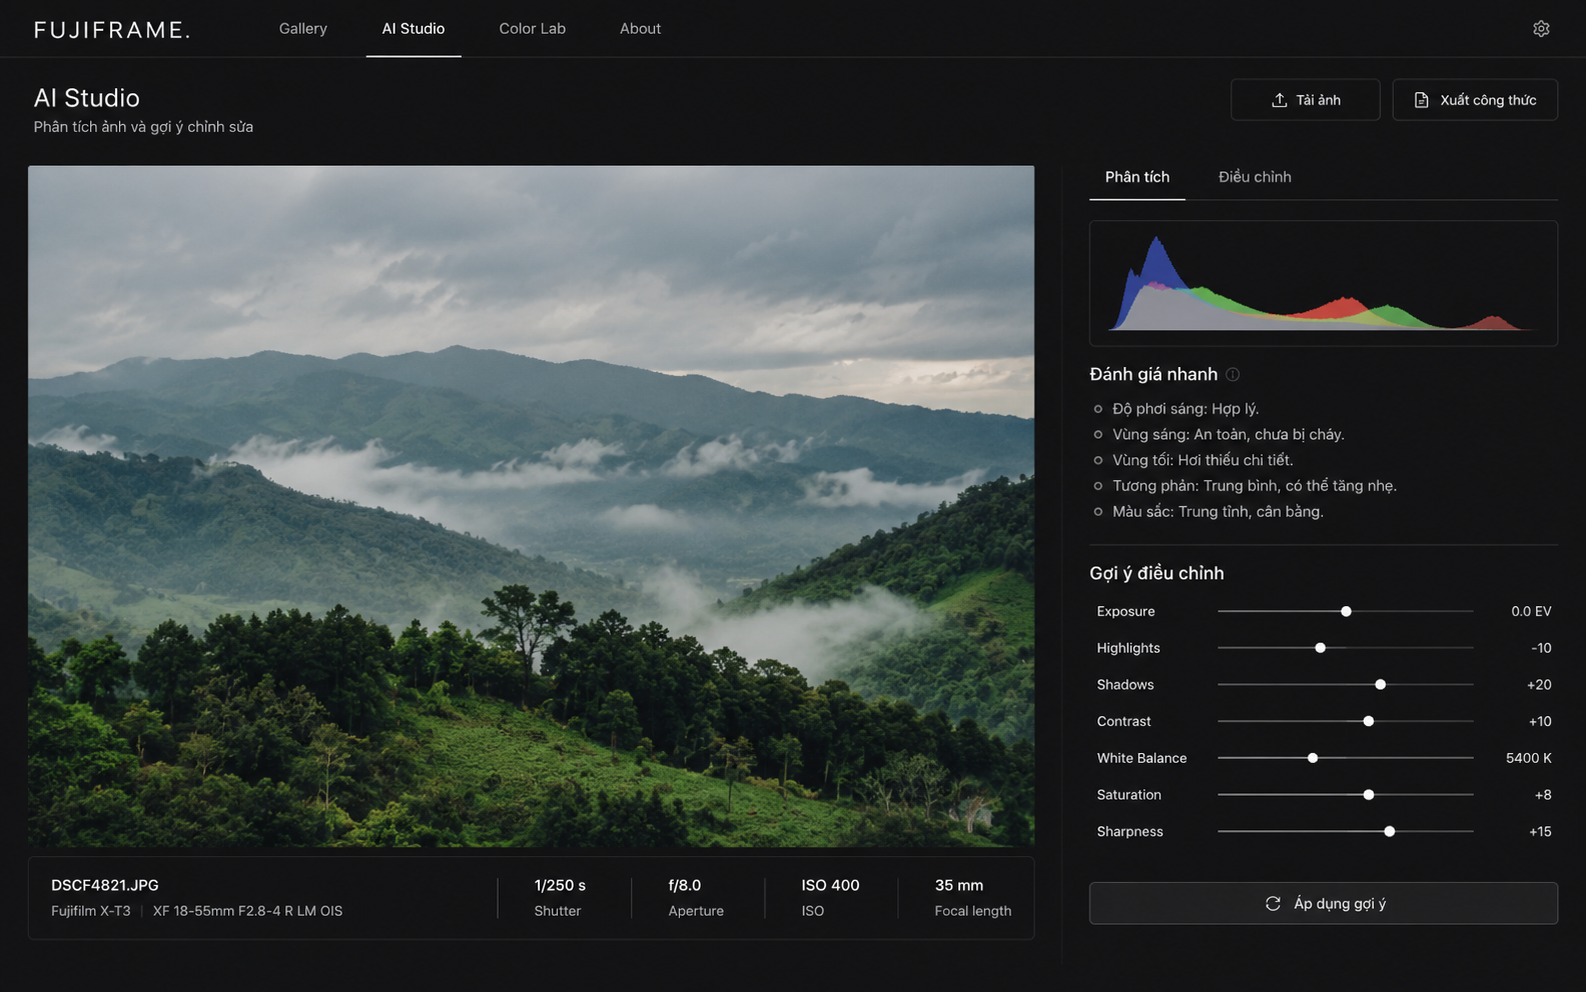 FUJIFRAME.
Gallery
AI Studio
Color Lab
About
AI Studio
Phân tích ảnh và gợi ý chỉnh sửa
Tải ảnh
Xuất công thức
Phân tích
Điều chỉnh
Đánh giá nhanh
Độ phơi sáng: Hợp lý.
Vùng sáng: An toàn, chưa bị cháy.
Vùng tối: Hơi thiếu chi tiết.
Tương phản: Trung bình, có thể tăng nhẹ.
Màu sắc: Trung tính, cân bằng.
Gợi ý điều chỉnh
Exposure 0.0 EV
Highlights -10
Shadows +20
Contrast +10
White Balance 5400 K
Saturation +8
Sharpness +15
Áp dụng gợi ý
DSCF4821.JPG
Fujifilm X-T3 | XF 18-55mm F2.8-4 R LM OIS
1/250 s
Shutter
f/8.0
Aperture
ISO 400
ISO
35 mm
Focal length